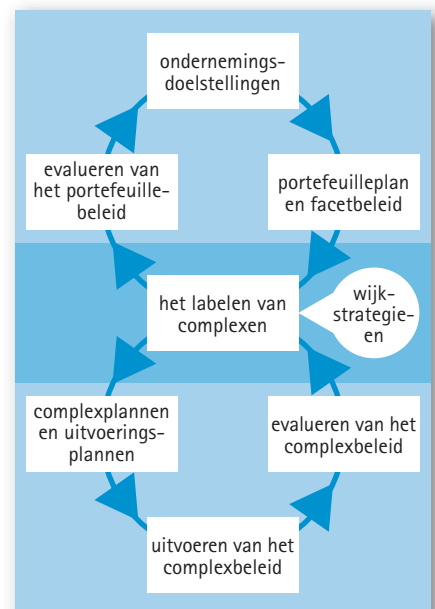 ondernemings-
doelstellingen
evalueren van
het portefeuille-
beleid
portefeuilleplan
en facetbeleid
het labelen van
complexen
wijk-
strategie-
en
complexplannen
en uitvoerings-
plannen
evalueren van het
complexbeleid
uitvoeren van het
complexbeleid